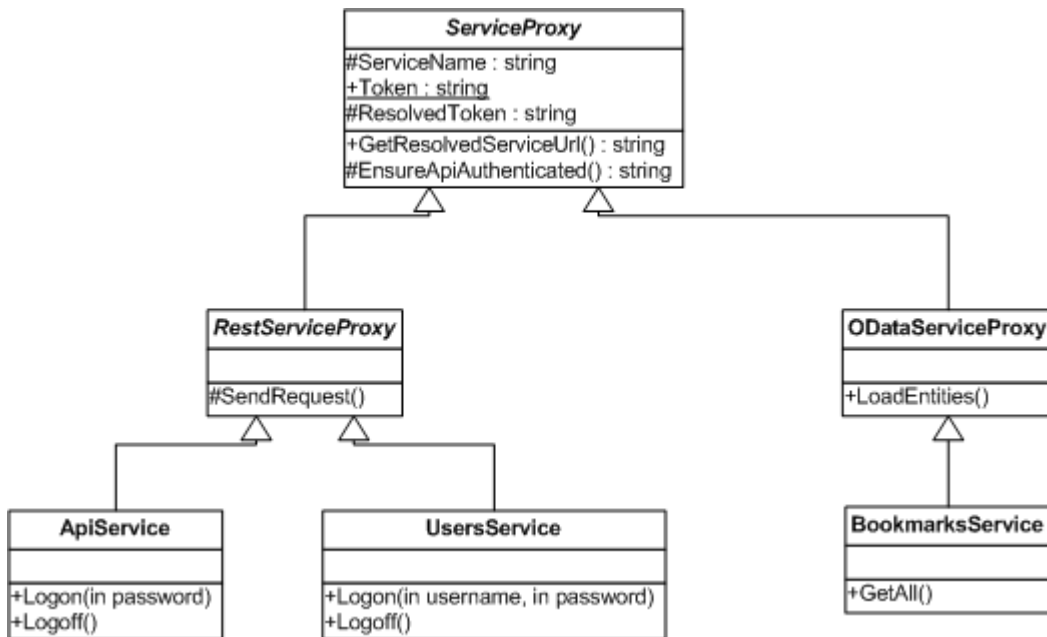 ServiceProxy
#ServiceName : string
+Token : string
#ResolvedToken : string
+GetResolvedServiceUrl() : string
#EnsureApiAuthenticated() : string
RestServiceProxy
#SendRequest()
ODataServiceProxy
+LoadEntities()
ApiService
+Logon(in password)
+Logoff()
UsersService
+Logon(in username, in password)
+Logoff()
BookmarksService
+GetAll()